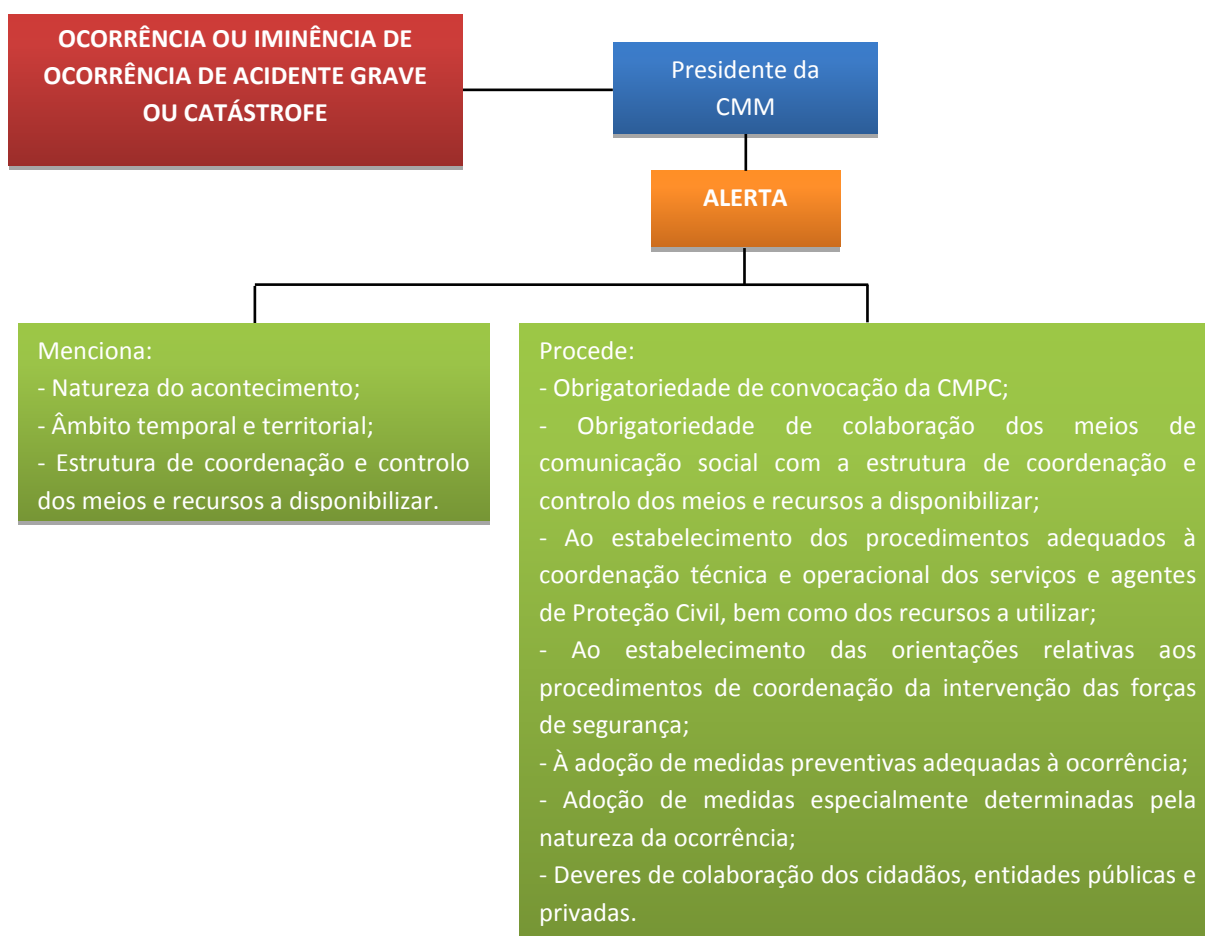 OCORRÊNCIA OU IMINÊNCIA DE
OCORRÊNCIA DE ACIDENTE GRAVE
OU CATÁSTROFE
Presidente da
CMM
ALERTA
Menciona:
- Natureza do acontecimento;
- Âmbito temporal e territorial;
- Estrutura de coordenação e controlo
dos meios e recursos a disponibilizar.
Procede:
- Obrigatoriedade de convocação da CMPC;
- Obrigatoriedade de colaboração dos meios de
comunicação social com a estrutura de coordenação e
controlo dos meios e recursos a disponibilizar;
- Ao estabelecimento dos procedimentos adequados à
coordenação técnica e operacional dos serviços e agentes
de Proteção Civil, bem como dos recursos a utilizar;
- Ao estabelecimento das orientações relativas aos
procedimentos de coordenação da intervenção das forças
de segurança;
- À adoção de medidas preventivas adequadas à ocorrência;
- Adoção de medidas especialmente determinadas pela
natureza da ocorrência;
- Deveres de colaboração dos cidadãos, entidades públicas e
privadas.